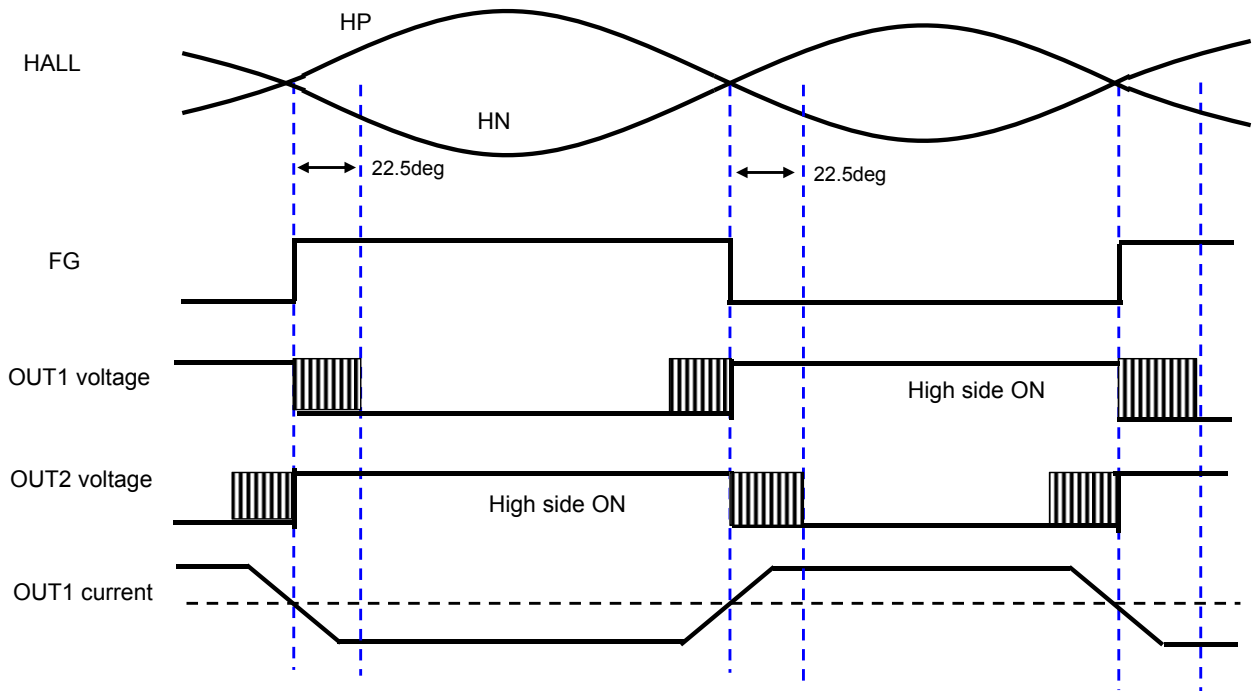 HP
HALL
HN
22.5deg
22.5deg
FG
OUT1 voltage
High side ON
OUT2 voltage
High side ON
OUT1 current